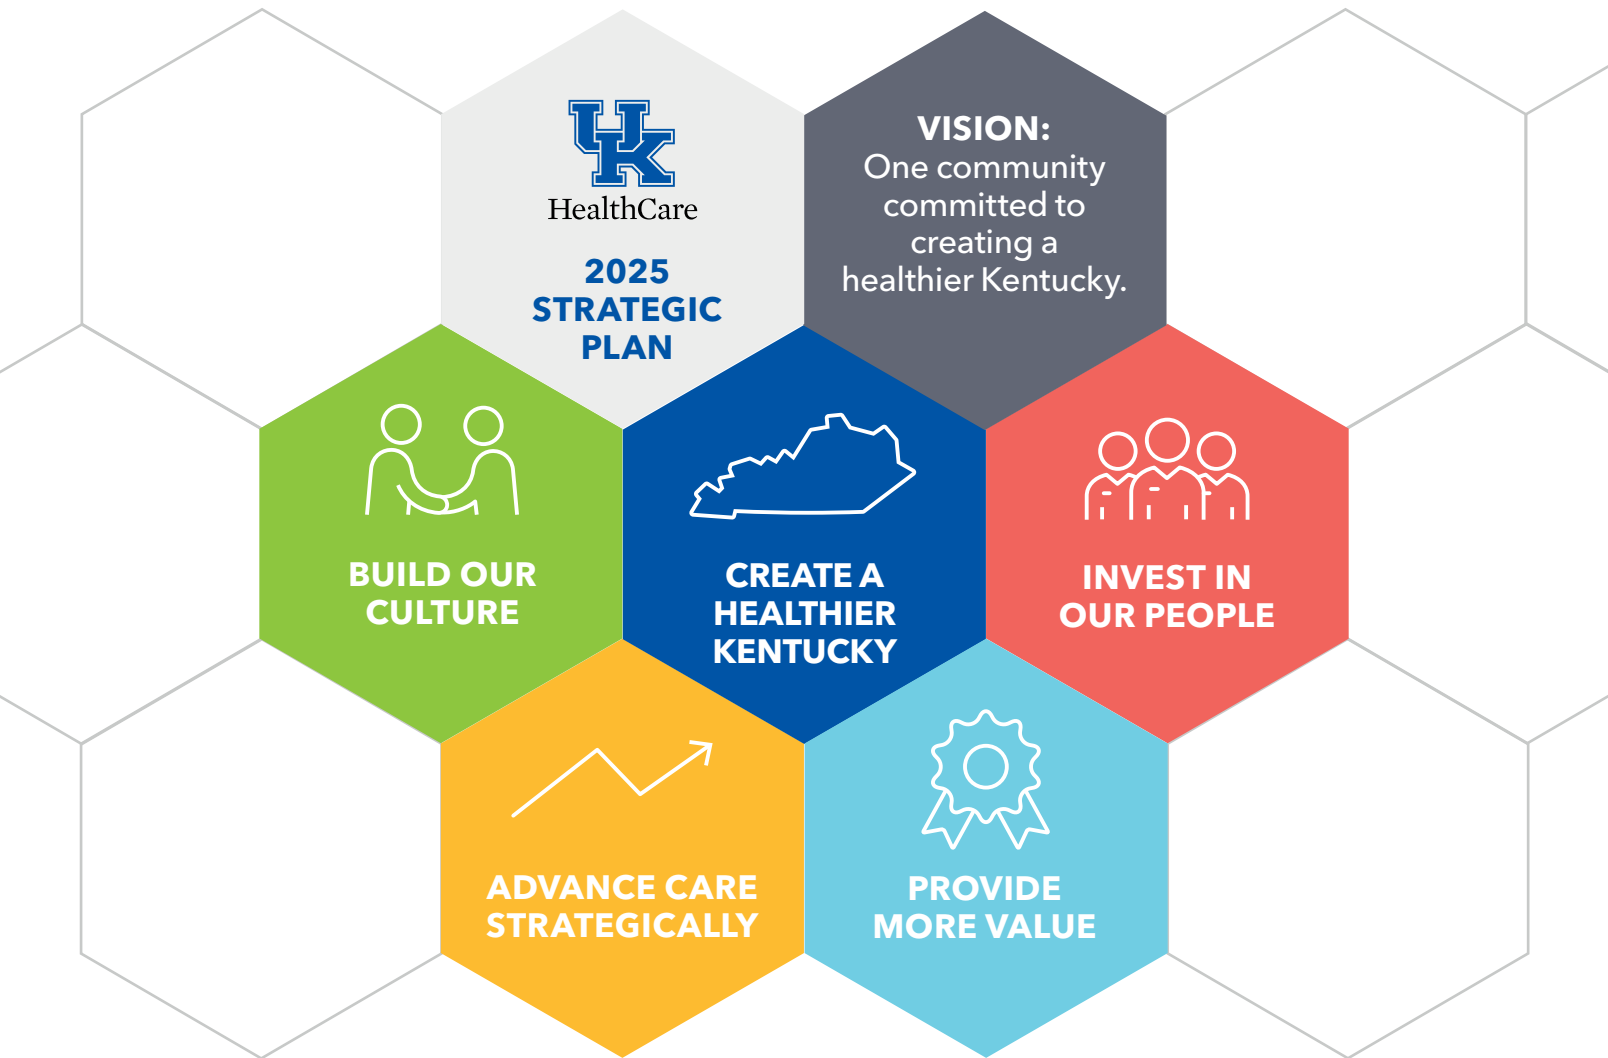 UK
HealthCare
2025
STRATEGIC
PLAN
VISION:
One community
committed to
creating a
healthier Kentucky.
BUILD OUR
CULTURE
CREATE A
HEALTHIER
KENTUCKY
INVEST IN
OUR PEOPLE
ADVANCE CARE
STRATEGICALLY
PROVIDE
MORE VALUE